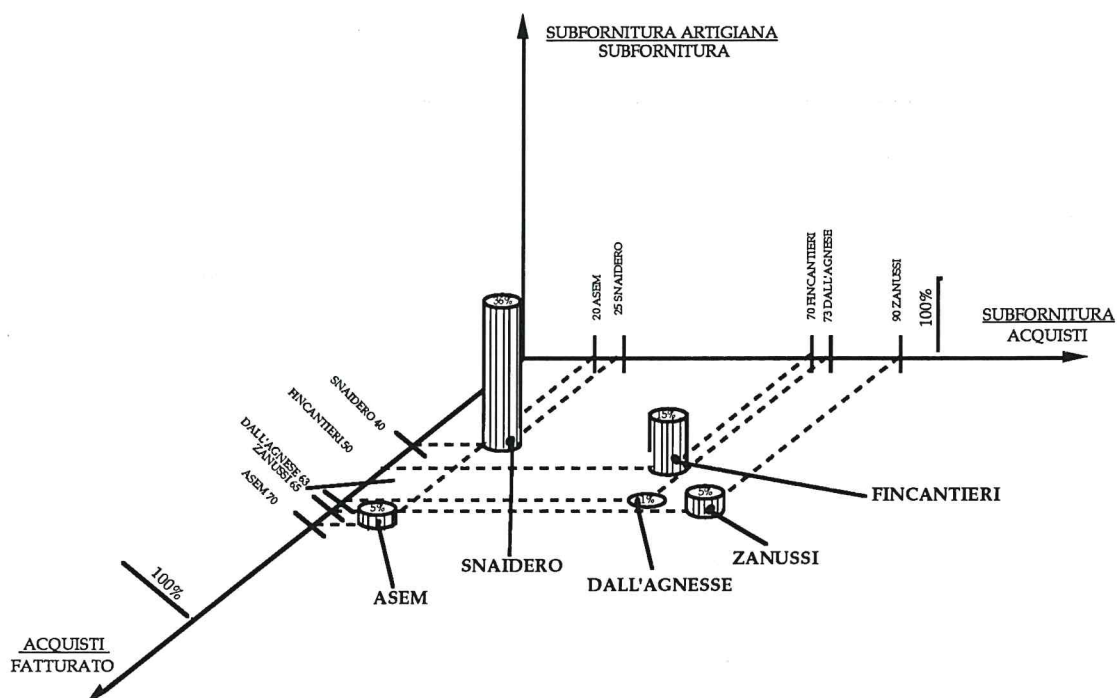 SUBFORNITURA ARTIGIANA
SUBFORNITURA
20 ASEM
25 SNAIDERO
70 FINCANTIERI
73 DALL'AGNESE
90 ZANUSSI
100%
SUBFORNITURA
ACQUISTI
36%
SNAIDERO 40
FINCANTIERI 50
DALL'AGNESE 63
ZANUSSI 65
ASEM 70
15%
5%
1%
5%
FINCANTIERI
ZANUSSI
SNAIDERO
DALL'AGNESSE
ASEM
100%
ACQUISTI
FATTURATO